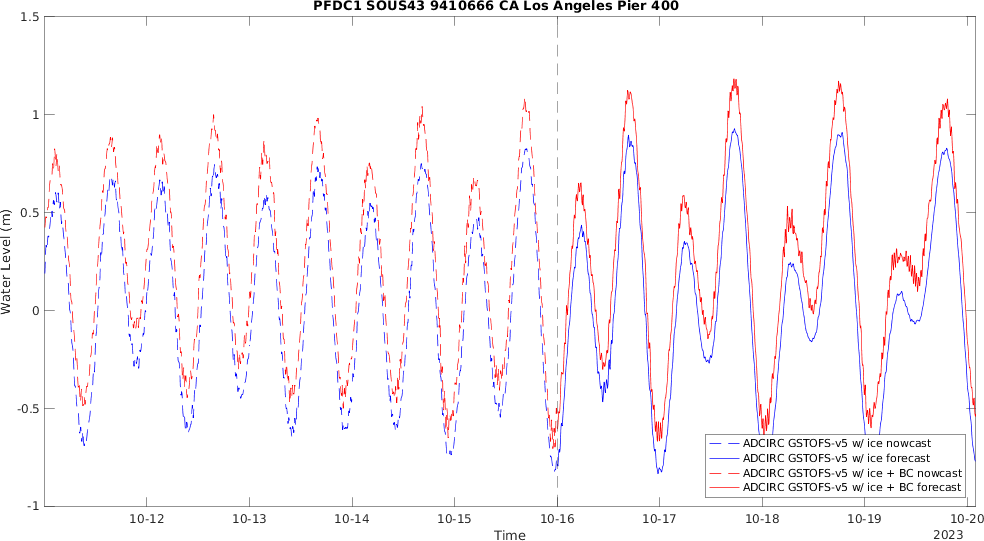 PFDC1 SOUS43 9410666 CA Los Angeles Pier 400
1.5
1
0.5
0
-0.5
-1
Water Level (m)
10-12
10-13
10-14
10-15
10-16
10-17
10-18
10-19
10-20
Time
2023
ADCIRC GSTOFS-v5 w/ ice nowcast
ADCIRC GSTOFS-v5 w/ ice forecast
ADCIRC GSTOFS-v5 w/ ice + BC nowcast
ADCIRC GSTOFS-v5 w/ ice + BC forecast